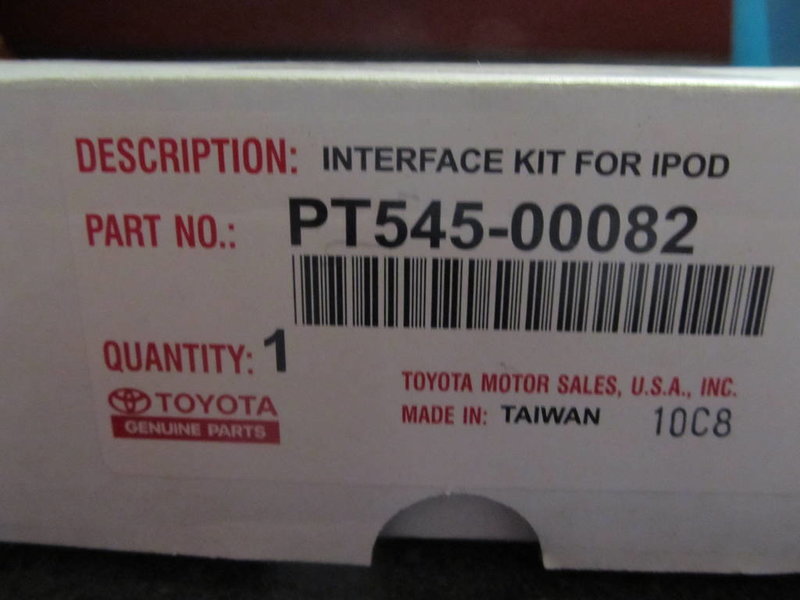 DESCRIPTION: INTERFACE KIT FOR IPOD
PART NO.: PT545-00082
QUANTITY: 1
TOYOTA
GENUINE PARTS
TOYOTA MOTOR SALES, U.S.A., INC.
MADE IN: TAIWAN 10C8